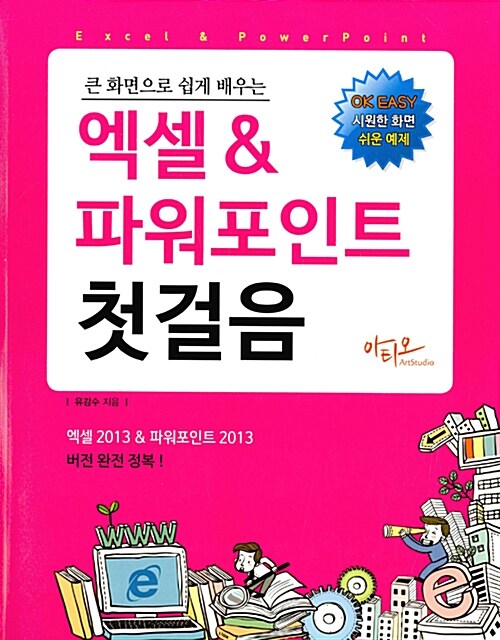 Excel & PowerPoint
큰 화면으로 쉽게 배우는
OK EASY
시원한 화면
쉬운 예제
엑셀 &
파워포인트
첫걸음
아티오
ArtStudio
| 유강수 지음 |
엑셀 2013 & 파워포인트 2013
버전 완전 정복 !
WWW
e
e